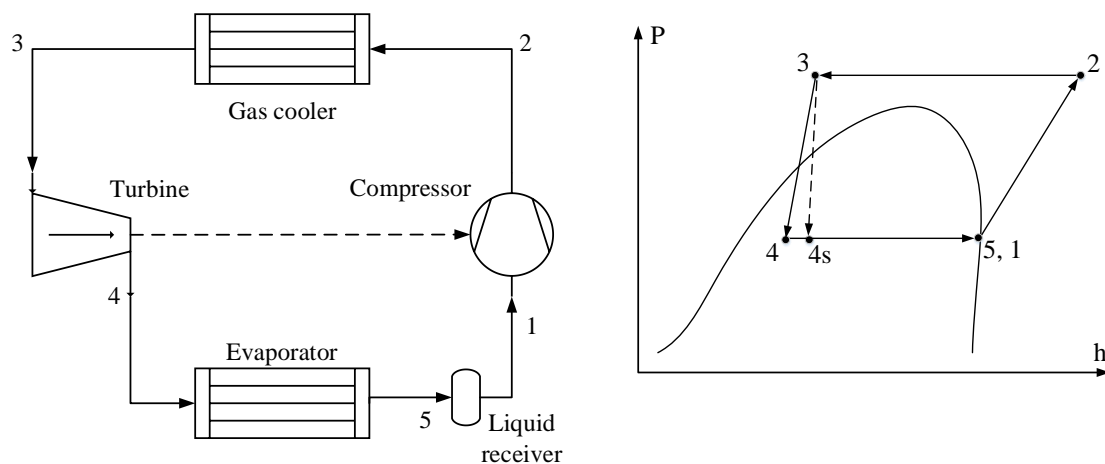 3
2
Gas cooler
Turbine
Compressor
4
1
Evaporator
5
Liquid
receiver
P
3
2
4
4s
5, 1
h